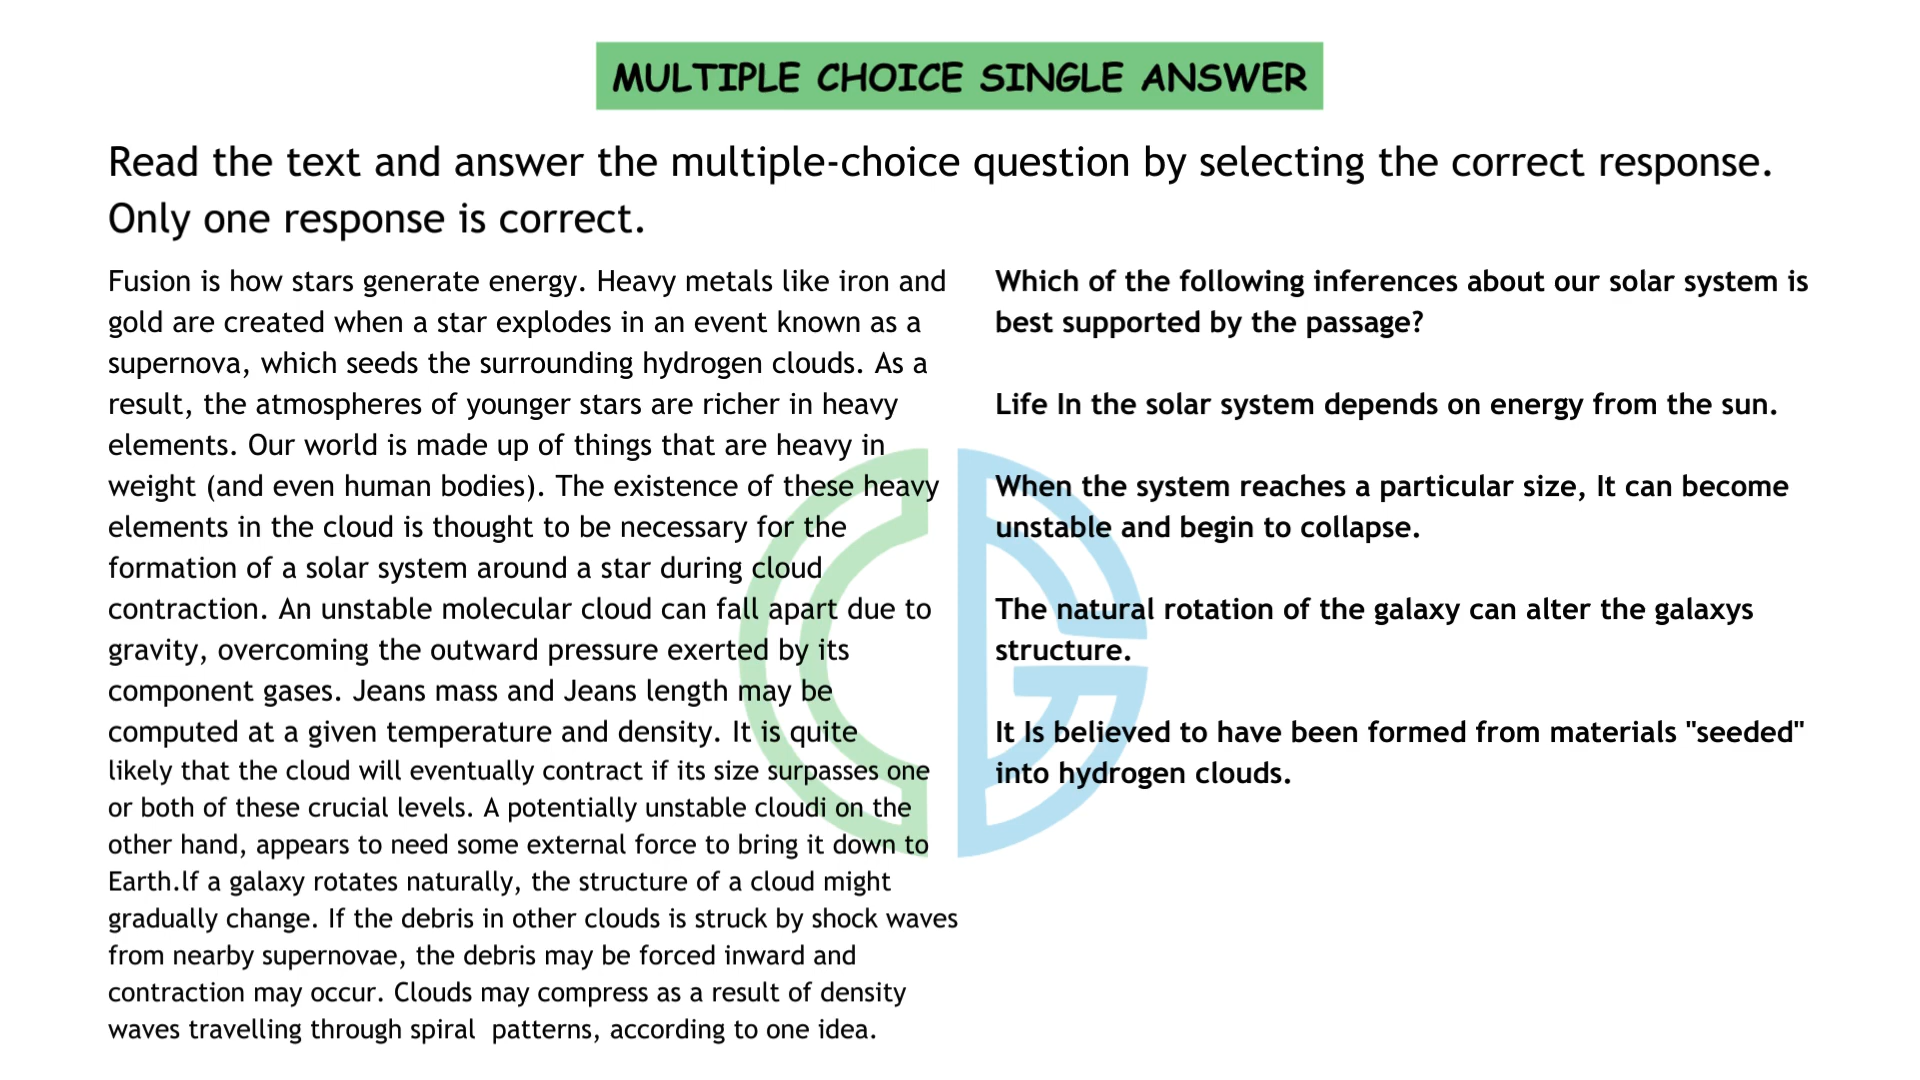 MULTIPLE CHOICE SINGLE ANSWER
Read the text and answer the multiple-choice question by selecting the correct response.
Only one response is correct.
Fusion is how stars generate energy. Heavy metals like iron and
gold are created when a star explodes in an event known as a
supernova, which seeds the surrounding hydrogen clouds. As a
result, the atmospheres of younger stars are richer in heavy
elements. Our world is made up of things that are heavy in
weight (and even human bodies). The existence of these heavy
elements in the cloud is thought to be necessary for the
formation of a solar system around a star during cloud
contraction. An unstable molecular cloud can fall apart due to
gravity, overcoming the outward pressure exerted by its
component gases. Jeans mass and Jeans length may be
computed at a given temperature and density. It is quite
likely that the cloud will eventually contract if its size surpasses one
or both of these crucial levels. A potentially unstable cloudi on the
other hand, appears to need some external force to bring it down to
Earth.lf a galaxy rotates naturally, the structure of a cloud might
gradually change. If the debris in other clouds is struck by shock waves
from nearby supernovae, the debris may be forced inward and
contraction may occur. Clouds may compress as a result of density
waves travelling through spiral  patterns, according to one idea.
Which of the following inferences about our solar system is
best supported by the passage?
Life In the solar system depends on energy from the sun.
When the system reaches a particular size, It can become
unstable and begin to collapse.
The natural rotation of the galaxy can alter the galaxys
structure.
It Is believed to have been formed from materials "seeded"
into hydrogen clouds.